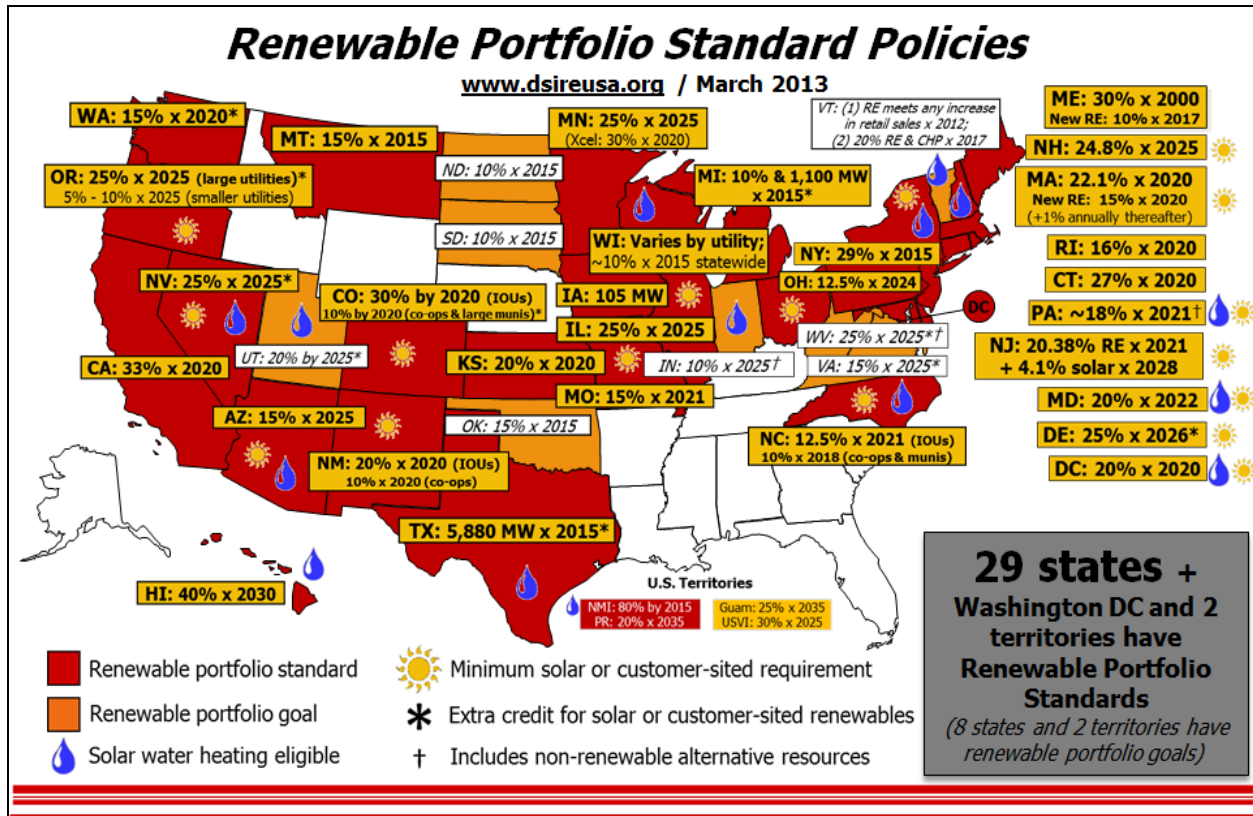 Renewable Portfolio Standard Policies
www.dsireusa.org / March 2013
WA: 15% x 2020*
MT: 15% x 2015
MN: 25% x 2025
(Xcel: 30% x 2020)
VT: (1) RE meets any increase
in retail sales x 2012;
(2) 20% RE & CHP x 2017
ME: 30% x 2000
New RE: 10% x 2017
NH: 24.8% x 2025
OR: 25% x 2025 (large utilities)*
5% - 10% x 2025 (smaller utilities)
ND: 10% x 2015
MI: 10% & 1,100 MW
x 2015*
MA: 22.1% x 2020
New RE: 15% x 2020
(+1% annually thereafter)
SD: 10% x 2015
WI: Varies by utility;
~10% x 2015 statewide
NY: 29% x 2015
RI: 16% x 2020
NV: 25% x 2025*
CO: 30% by 2020 (IOUs)
10% by 2020 (co-ops & large munis)*
IA: 105 MW
OH: 12.5% x 2024
CT: 27% x 2020
DC
PA: ~18% x 2021†
IL: 25% x 2025
WV: 25% x 2025*†
UT: 20% by 2025*
KS: 20% x 2020
IN: 10% x 2025†
VA: 15% x 2025*
NJ: 20.38% RE x 2021
+ 4.1% solar x 2028
CA: 33% x 2020
MO: 15% x 2021
MD: 20% x 2022
AZ: 15% x 2025
OK: 15% x 2015
DE: 25% x 2026*
NM: 20% x 2020 (IOUs)
10% x 2020 (co-ops)
NC: 12.5% x 2021 (IOUs)
10% x 2018 (co-ops & munis)
DC: 20% x 2020
TX: 5,880 MW x 2015*
HI: 40% x 2030
U.S. Territories
NMI: 80% by 2015
PR: 20% x 2035
Guam: 25% x 2035
USVI: 30% x 2025
29 states +
Washington DC and 2
territories have
Renewable Portfolio
Standards
(8 states and 2 territories have
renewable portfolio goals)
Renewable portfolio standard
Renewable portfolio goal
Solar water heating eligible
Minimum solar or customer-sited requirement
* Extra credit for solar or customer-sited renewables
† Includes non-renewable alternative resources